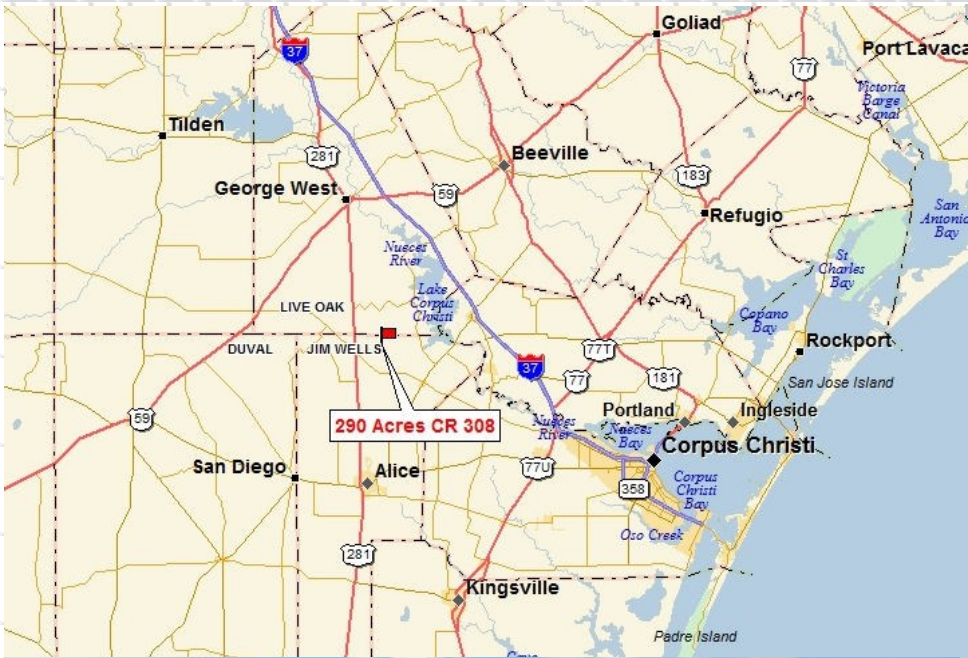 Goliad
37
Port Lavaca
77
Victoria
Barge
Canal
Tilden
281
Beeville
George West
59
183
Refugio
San
Antonio
Bay
Nueces
River
St
Charles
Bay
Lake
Corpus
Christi
LIVE OAK
Copano
Bay
DUVAL
JIM WELLS
Rockport
77T
37
77
181
San Jose Island
59
290 Acres CR 308
Portland
Ingleside
Nueces
River
Nueces
Bay
Corpus Christi
San Diego
Alice
77U
358
Corpus
Christi
Bay
Oso Creek
281
Kingsville
Padre Island